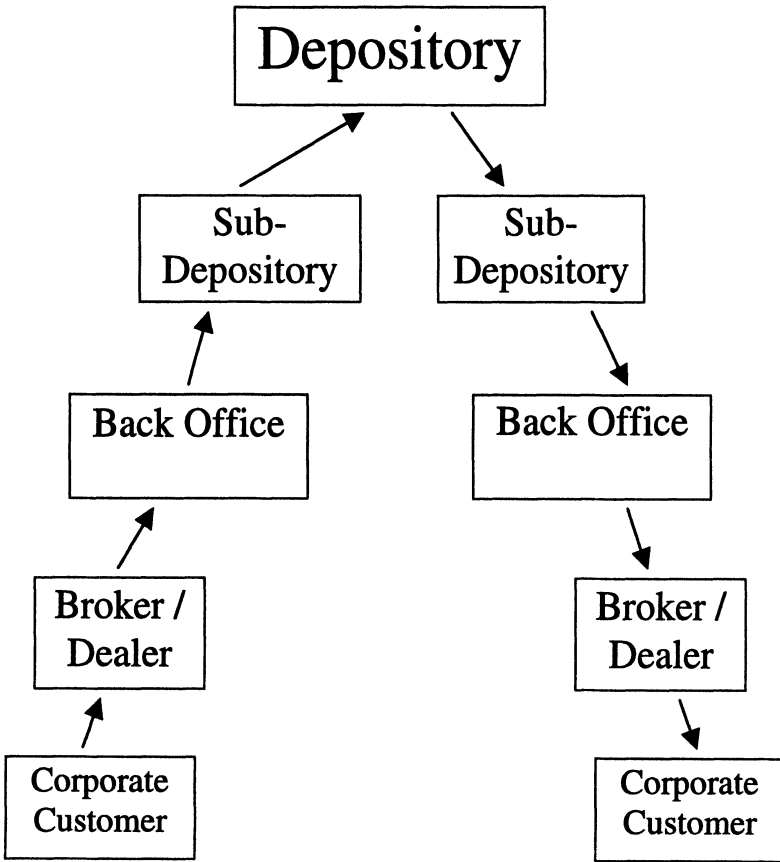 Depository
Sub-
Depository
Sub-
Depository
Back Office
Back Office
Broker /
Dealer
Broker /
Dealer
Corporate
Customer
Corporate
Customer